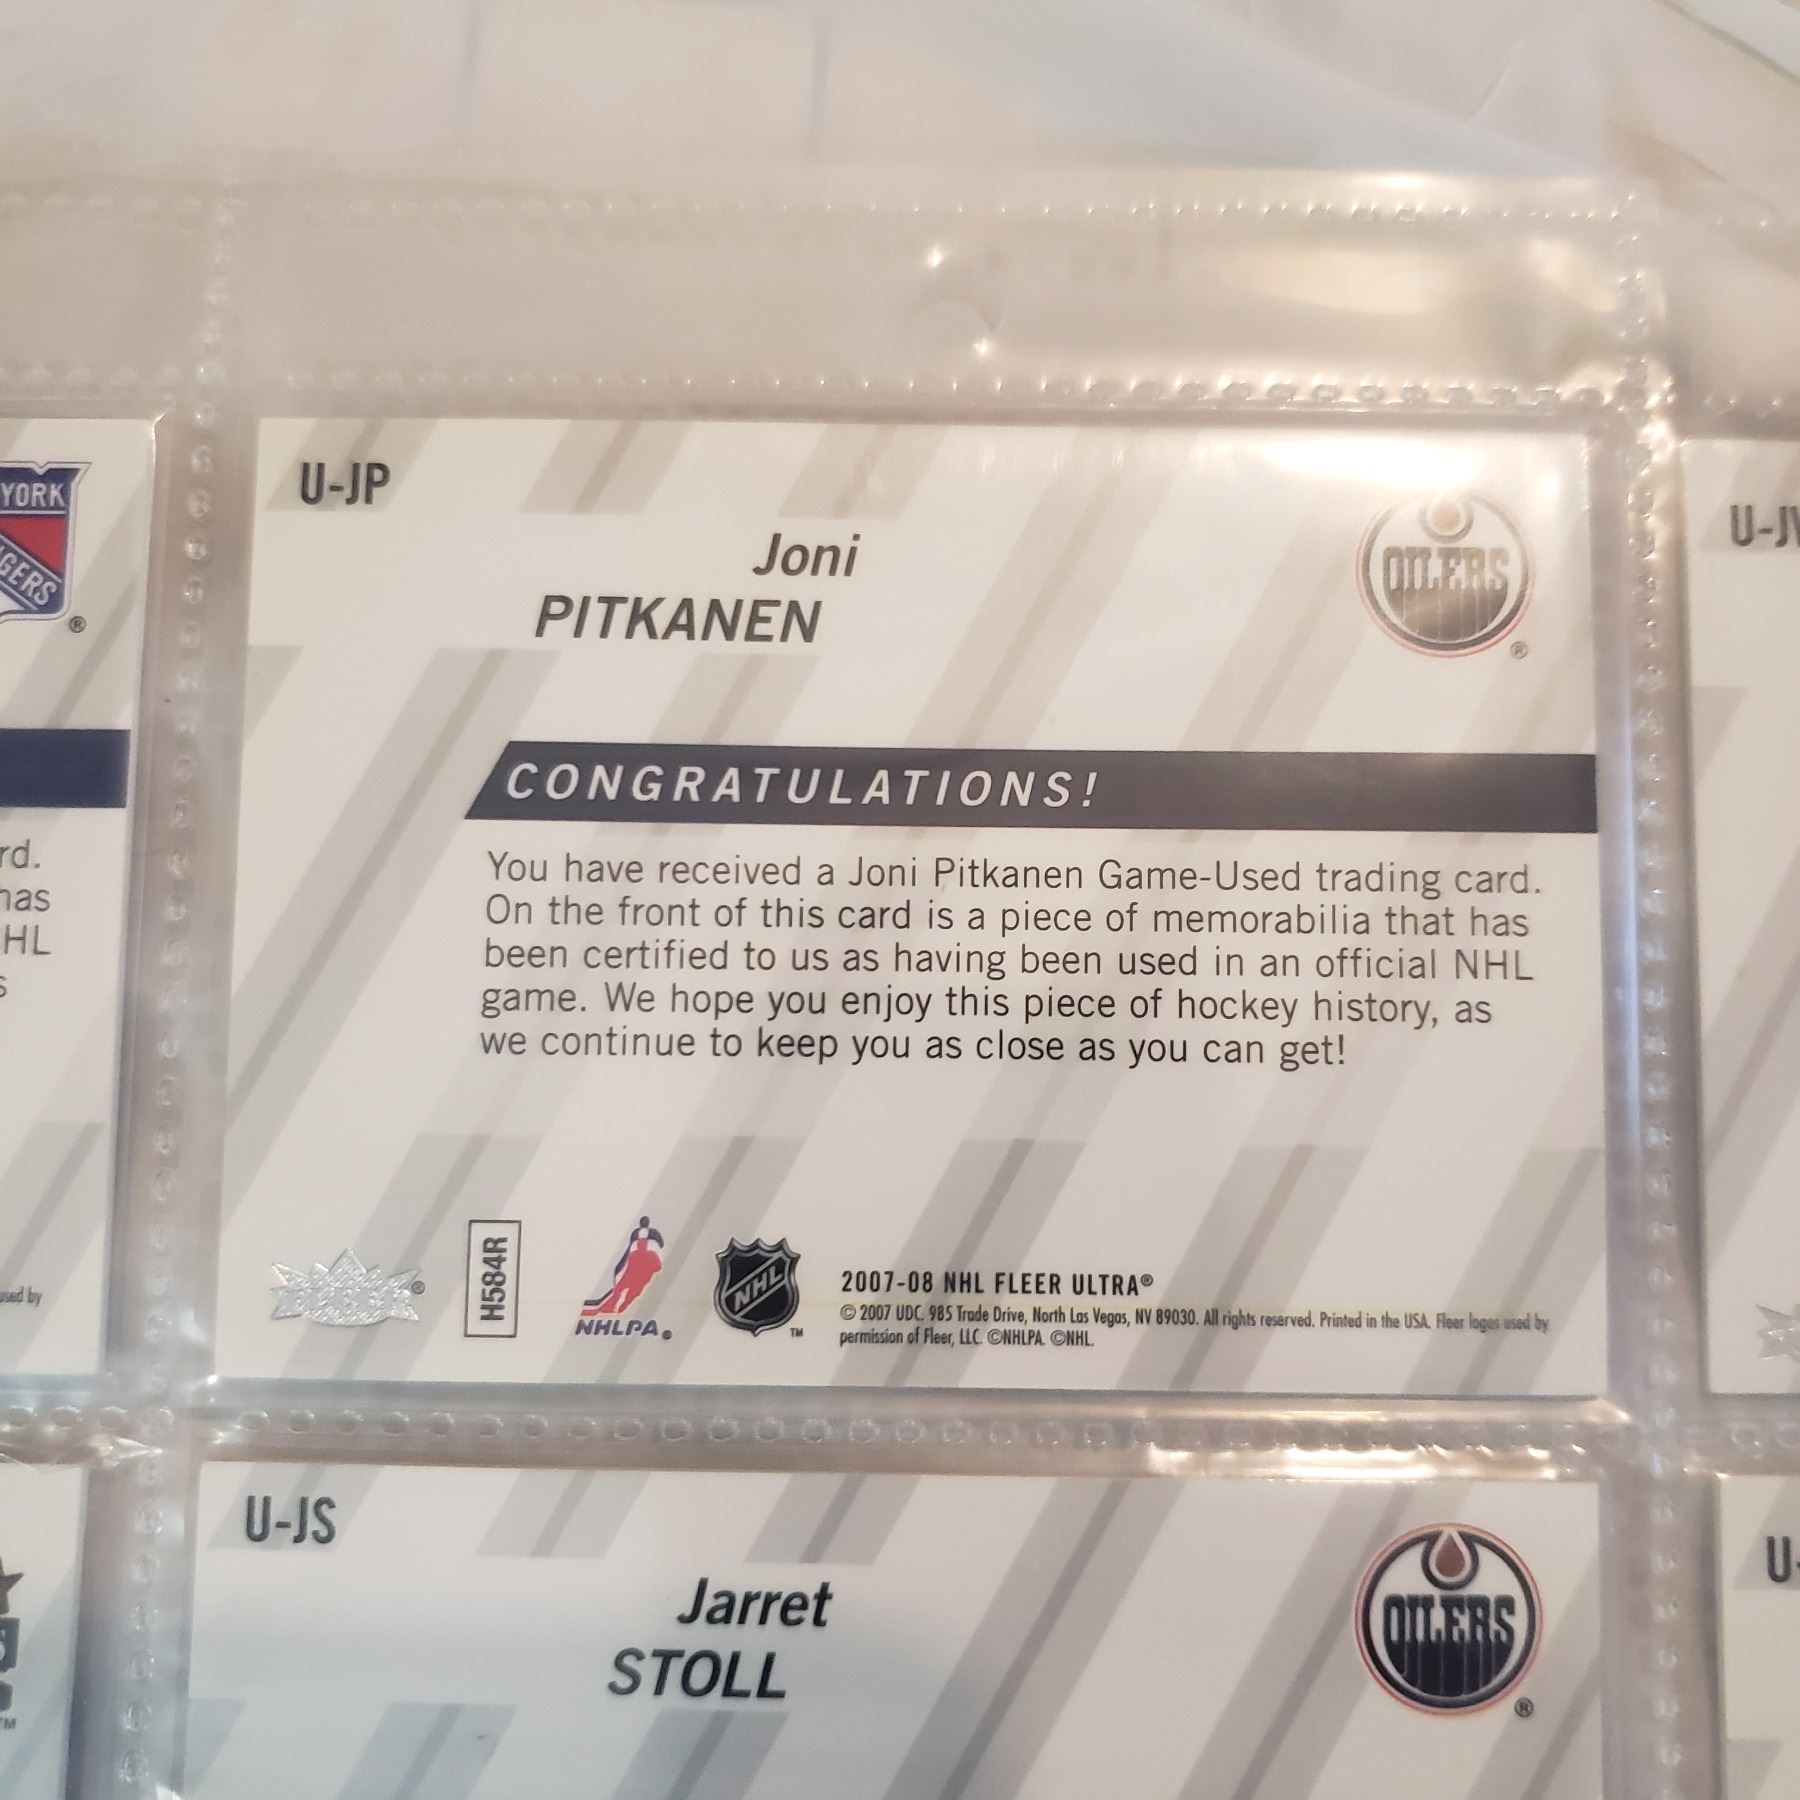 YORK
U-JP
Joni
PITKANEN
OILERS
®
CONGRATULATIONS!
You have received a Joni Pitkanen Game-Used trading card.
On the front of this card is a piece of memorabilia that has
been certified to us as having been used in an official NHL
game. We hope you enjoy this piece of hockey history, as
we continue to keep you as close as you can get!
H584R
NHLPA®
NHL
™
2007-08 NHL FLEER ULTRA®
© 2007 UDC. 985 Trade Drive, North Las Vegas, NV 89030. All rights reserved. Printed in the USA. Fleer logos used by
permission of Fleer, LLC. ©NHLPA. ©NHL.
U-JS
Jarret
STOLL
OILERS
®
rd.
has
HL
s
used by
U-J
U-